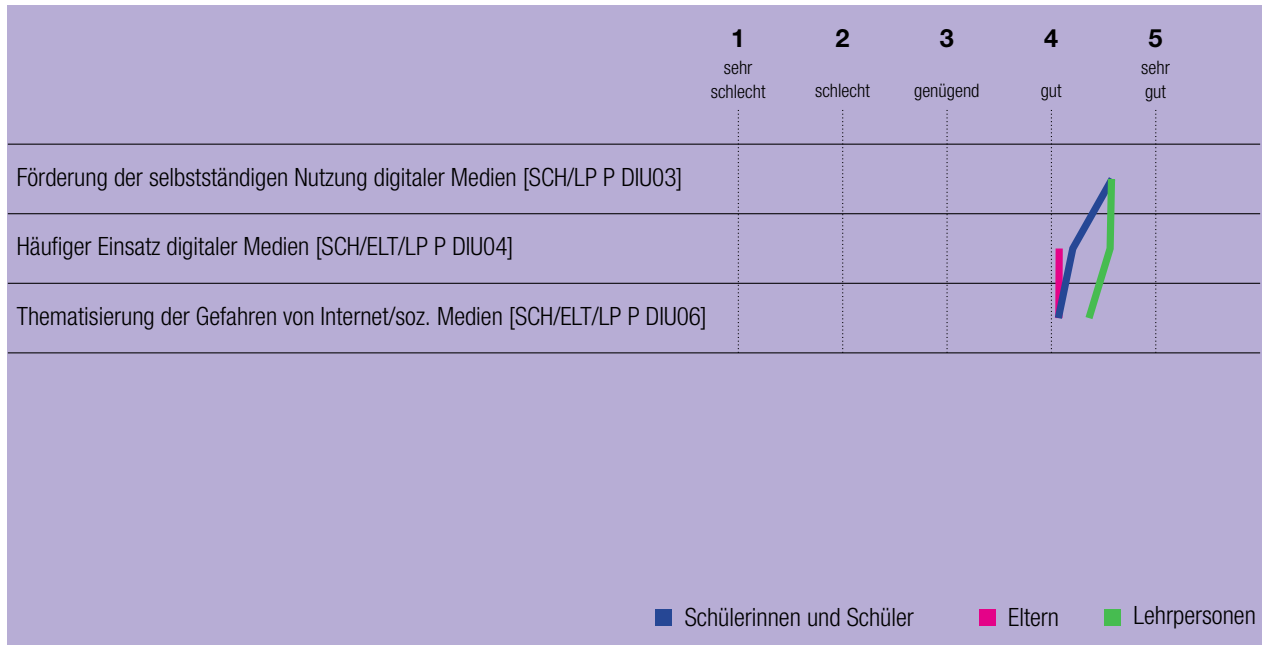 1 2 3 4 5
sehr schlecht schlecht genügend gut sehr gut
Förderung der selbstständigen Nutzung digitaler Medien [SCH/LP P DIU03]
Häufiger Einsatz digitaler Medien [SCH/ELT/LP P DIU04]
Thematisierung der Gefahren von Internet/soz. Medien [SCH/ELT/LP P DIU06]
Schülerinnen und Schüler Eltern Lehrpersonen